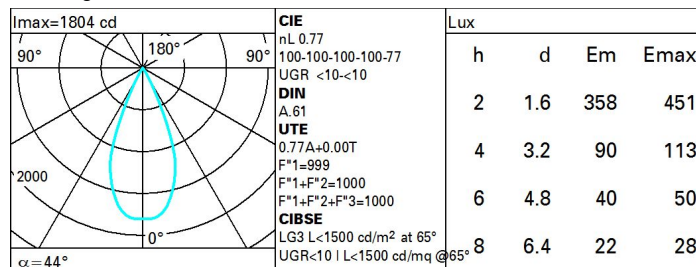 Imax=1804 cd
90° 180° 90°
2000
0°
α=44°
CIE
nL 0.77
100-100-100-100-77
UGR <10-<10
DIN
A.61
UTE
0.77A+0.00T
F"1=999
F"1+F"2=1000
F"1+F"2+F"3=1000
CIBSE
LG3 L<1500 cd/m² at 65°
UGR<10 | L<1500 cd/mq @65°
Lux
h d Em Emax
2 1.6 358 451
4 3.2 90 113
6 4.8 40 50
8 6.4 22 28